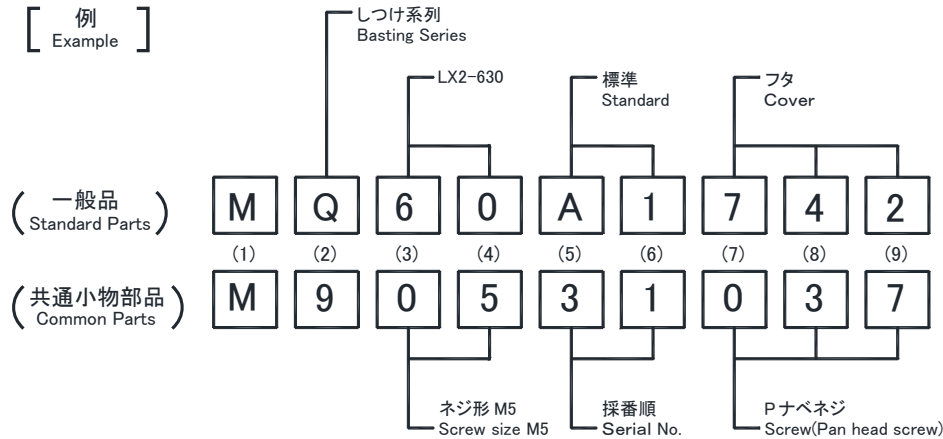 例
Example
しつけ系列
Basting Series
LX2-630
標準
Standard
フタ
Cover
一般品
Standard Parts
M Q 6 0 A 1 7 4 2
(1) (2) (3) (4) (5) (6) (7) (8) (9)
共通小物部品
Common Parts
M 9 0 5 3 1 0 3 7
ネジ形 M5
Screw size M5
採番順
Serial No.
Pナベネジ
Screw(Pan head screw)